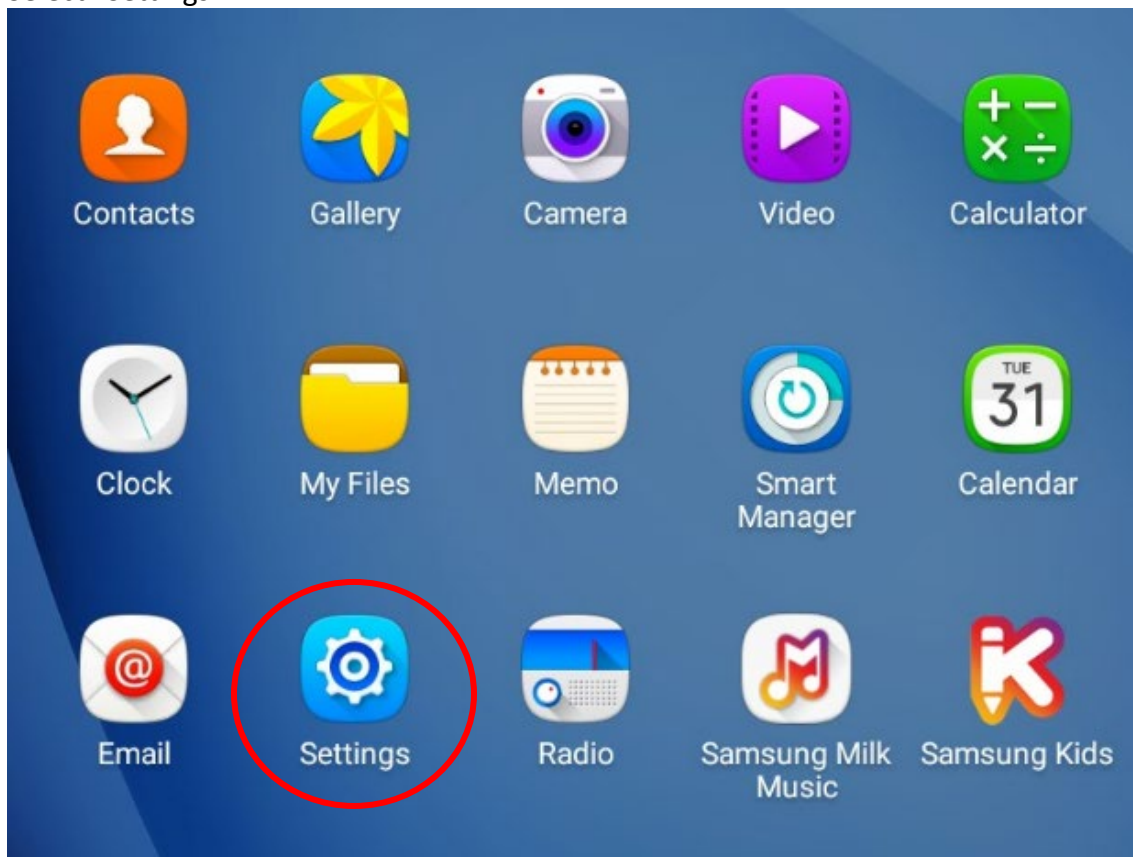 Contacts
Gallery
Camera
Video
Calculator
TUE
31
Clock
My Files
Memo
Smart
Manager
Calendar
@
Email
Settings
Radio
Samsung Milk
Music
Samsung Kids